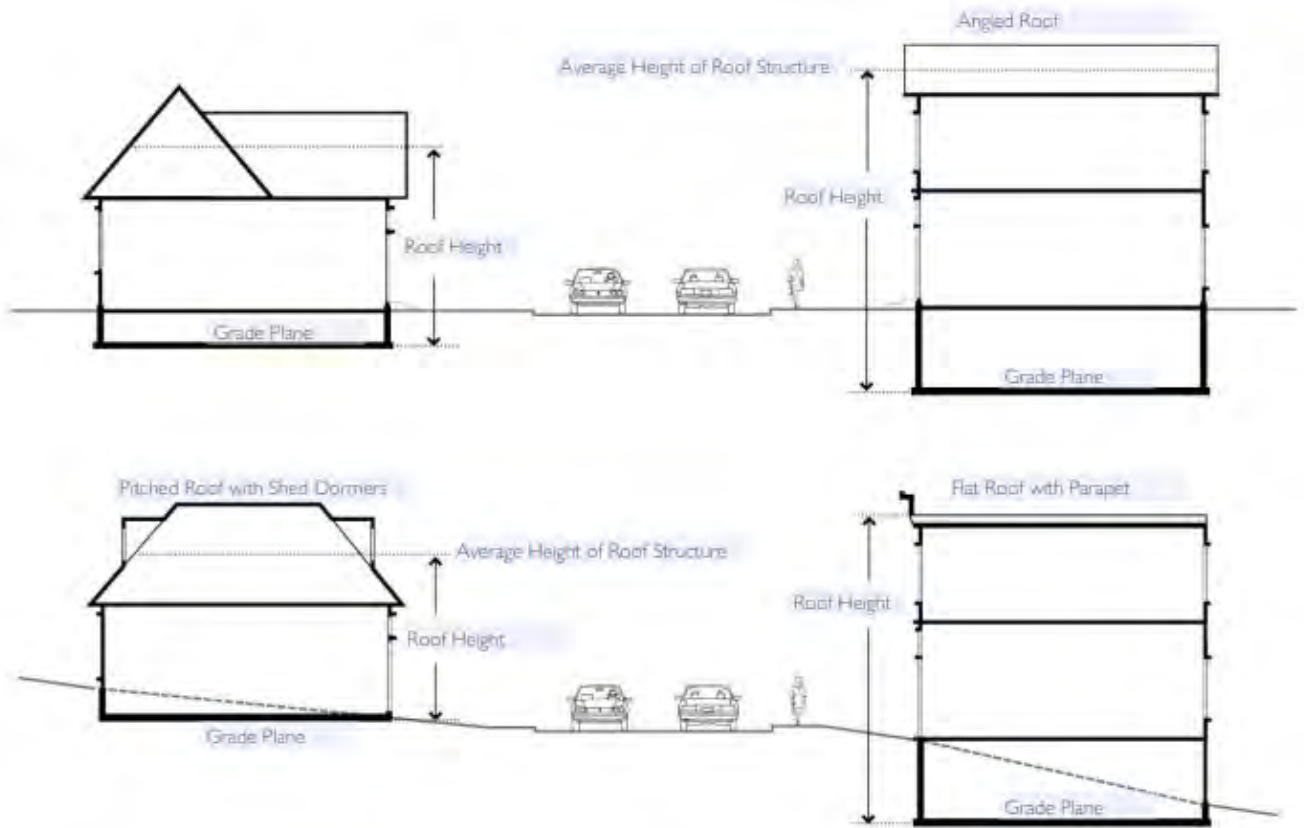 Angled Roof
Average Height of Roof Structure
Roof Height
Roof Height
Grade Plane
Grade Plane
Pitched Roof with Shed Dormers
Flat Roof with Parapet
Average Height of Roof Structure
Roof Height
Roof Height
Grade Plane
Grade Plane